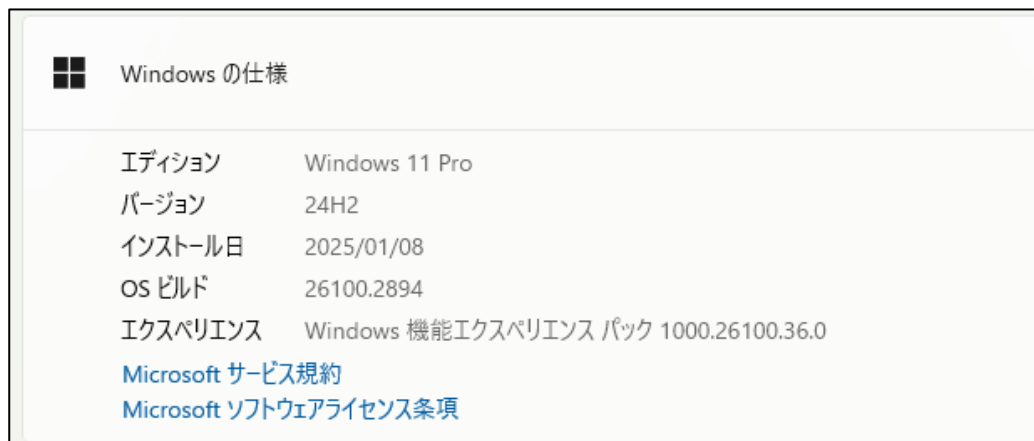 Windows の仕様
エディション Windows 11 Pro
バージョン 24H2
インストール日 2025/01/08
OS ビルド 26100.2894
エクスペリエンス Windows 機能エクスペリエンス パック 1000.26100.36.0
Microsoft サービス規約
Microsoft ソフトウェアライセンス条項